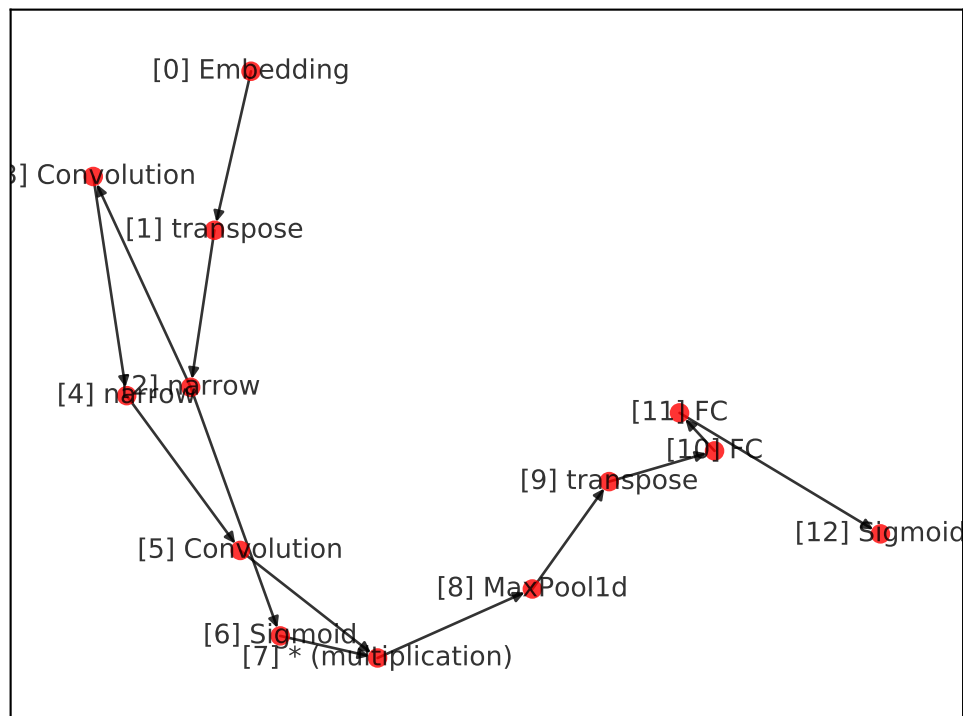 [0] Embedding
3] Convolution
[1] transpose
[4] narrow
2] narrow
[11] FC
[10] FC
[9] transpose
[12] Sigmoid
[5] Convolution
[8] MaxPool1d
[6] Sigmoid
[7] * (multiplication)